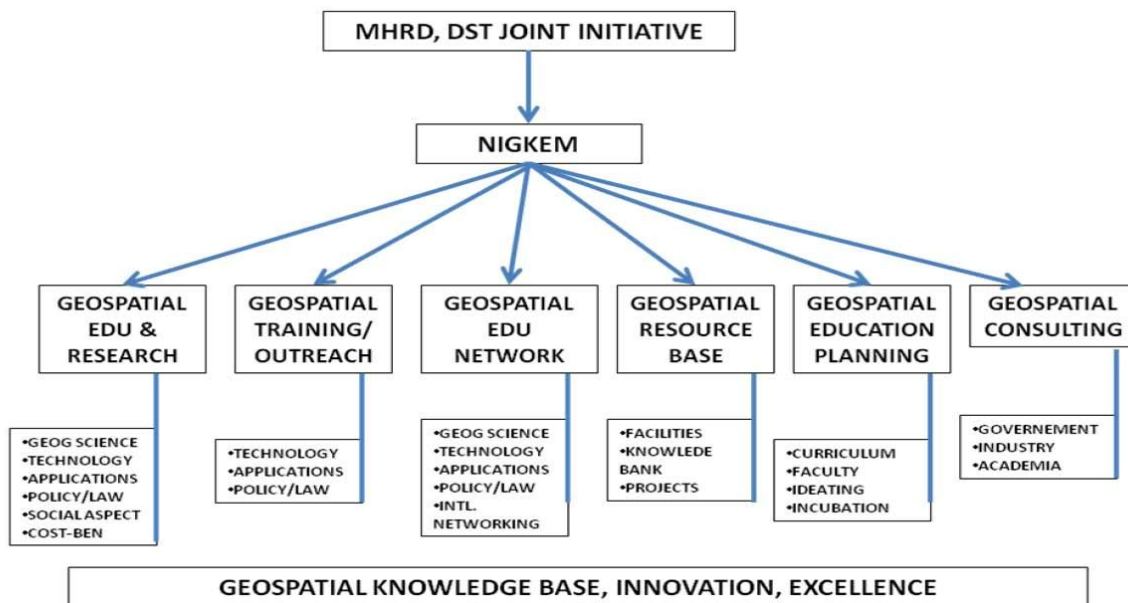 MHRD, DST JOINT INITIATIVE
NIGKEM
GEOSPATIAL
EDU &
RESEARCH
GEOSPATIAL
TRAINING/
OUTREACH
GEOSPATIAL
EDU
NETWORK
GEOSPATIAL
RESOURCE
BASE
GEOSPATIAL
EDUCATION
PLANNING
GEOSPATIAL
CONSULTING
•GEOG SCIENCE
•TECHNOLOGY
•APPLICATIONS
•POLICY/LAW
•SOCIAL ASPECT
•COST-BEN
•TECHNOLOGY
•APPLICATIONS
•POLICY/LAW
•GEOG SCIENCE
•TECHNOLOGY
•APPLICATIONS
•POLICY/LAW
•INTL.
NETWORKING
•FACILITIES
•KNOWLEDE
BANK
•PROJECTS
•CURRICULUM
•FACULTY
•IDEATING
•INCUBATION
•GOVERNEMENT
•INDUSTRY
•ACADEMIA
GEOSPATIAL KNOWLEDGE BASE, INNOVATION, EXCELLENCE